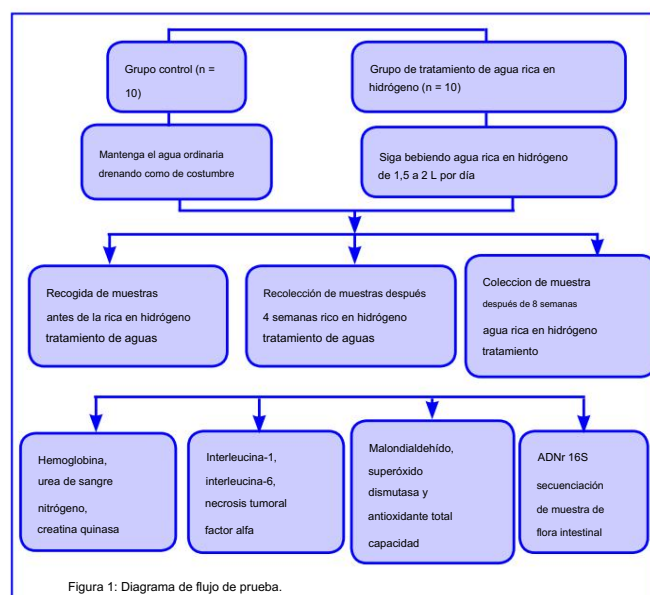 Grupo control (n =
10)
Grupo de tratamiento de agua rica en
hidrógeno (n = 10)
Mantenga el agua ordinaria
drenando como de costumbre
Siga bebiendo agua rica en hidrógeno
de 1,5 a 2 L por día
Recogida de muestras
antes de la rica en hidrógeno
tratamiento de aguas
Recolección de muestras después
4 semanas rico en hidrógeno
tratamiento de aguas
Coleccion de muestra
después de 8 semanas
agua rica en hidrógeno
tratamiento
Hemoglobina,
urea de sangre
nitrógeno,
creatina quinasa
Interleucina-1,
interleucina-6,
necrosis tumoral
factor alfa
Malondialdehído,
superóxido
dismutasa y
antioxidante total
capacidad
ADNr 16S
secuenciación
de muestra de
flora intestinal
Figura 1: Diagrama de flujo de prueba.